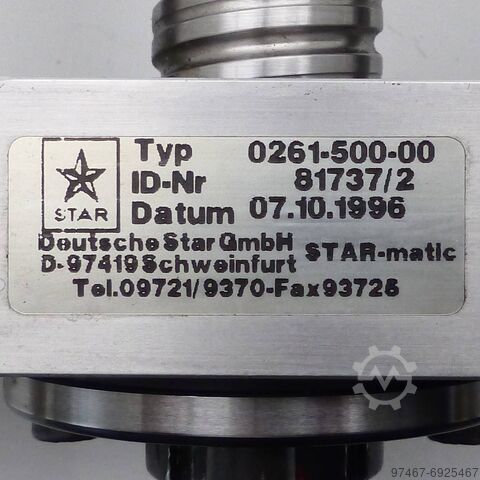 STAR
Typ 0261-500-00
ID-Nr 81737/2
Datum 07.10.1996
Deutsche Star GmbH
D-97419 Schweinfurt STAR-matic
Tel.09721/9370-Fax93725
97467-6925467